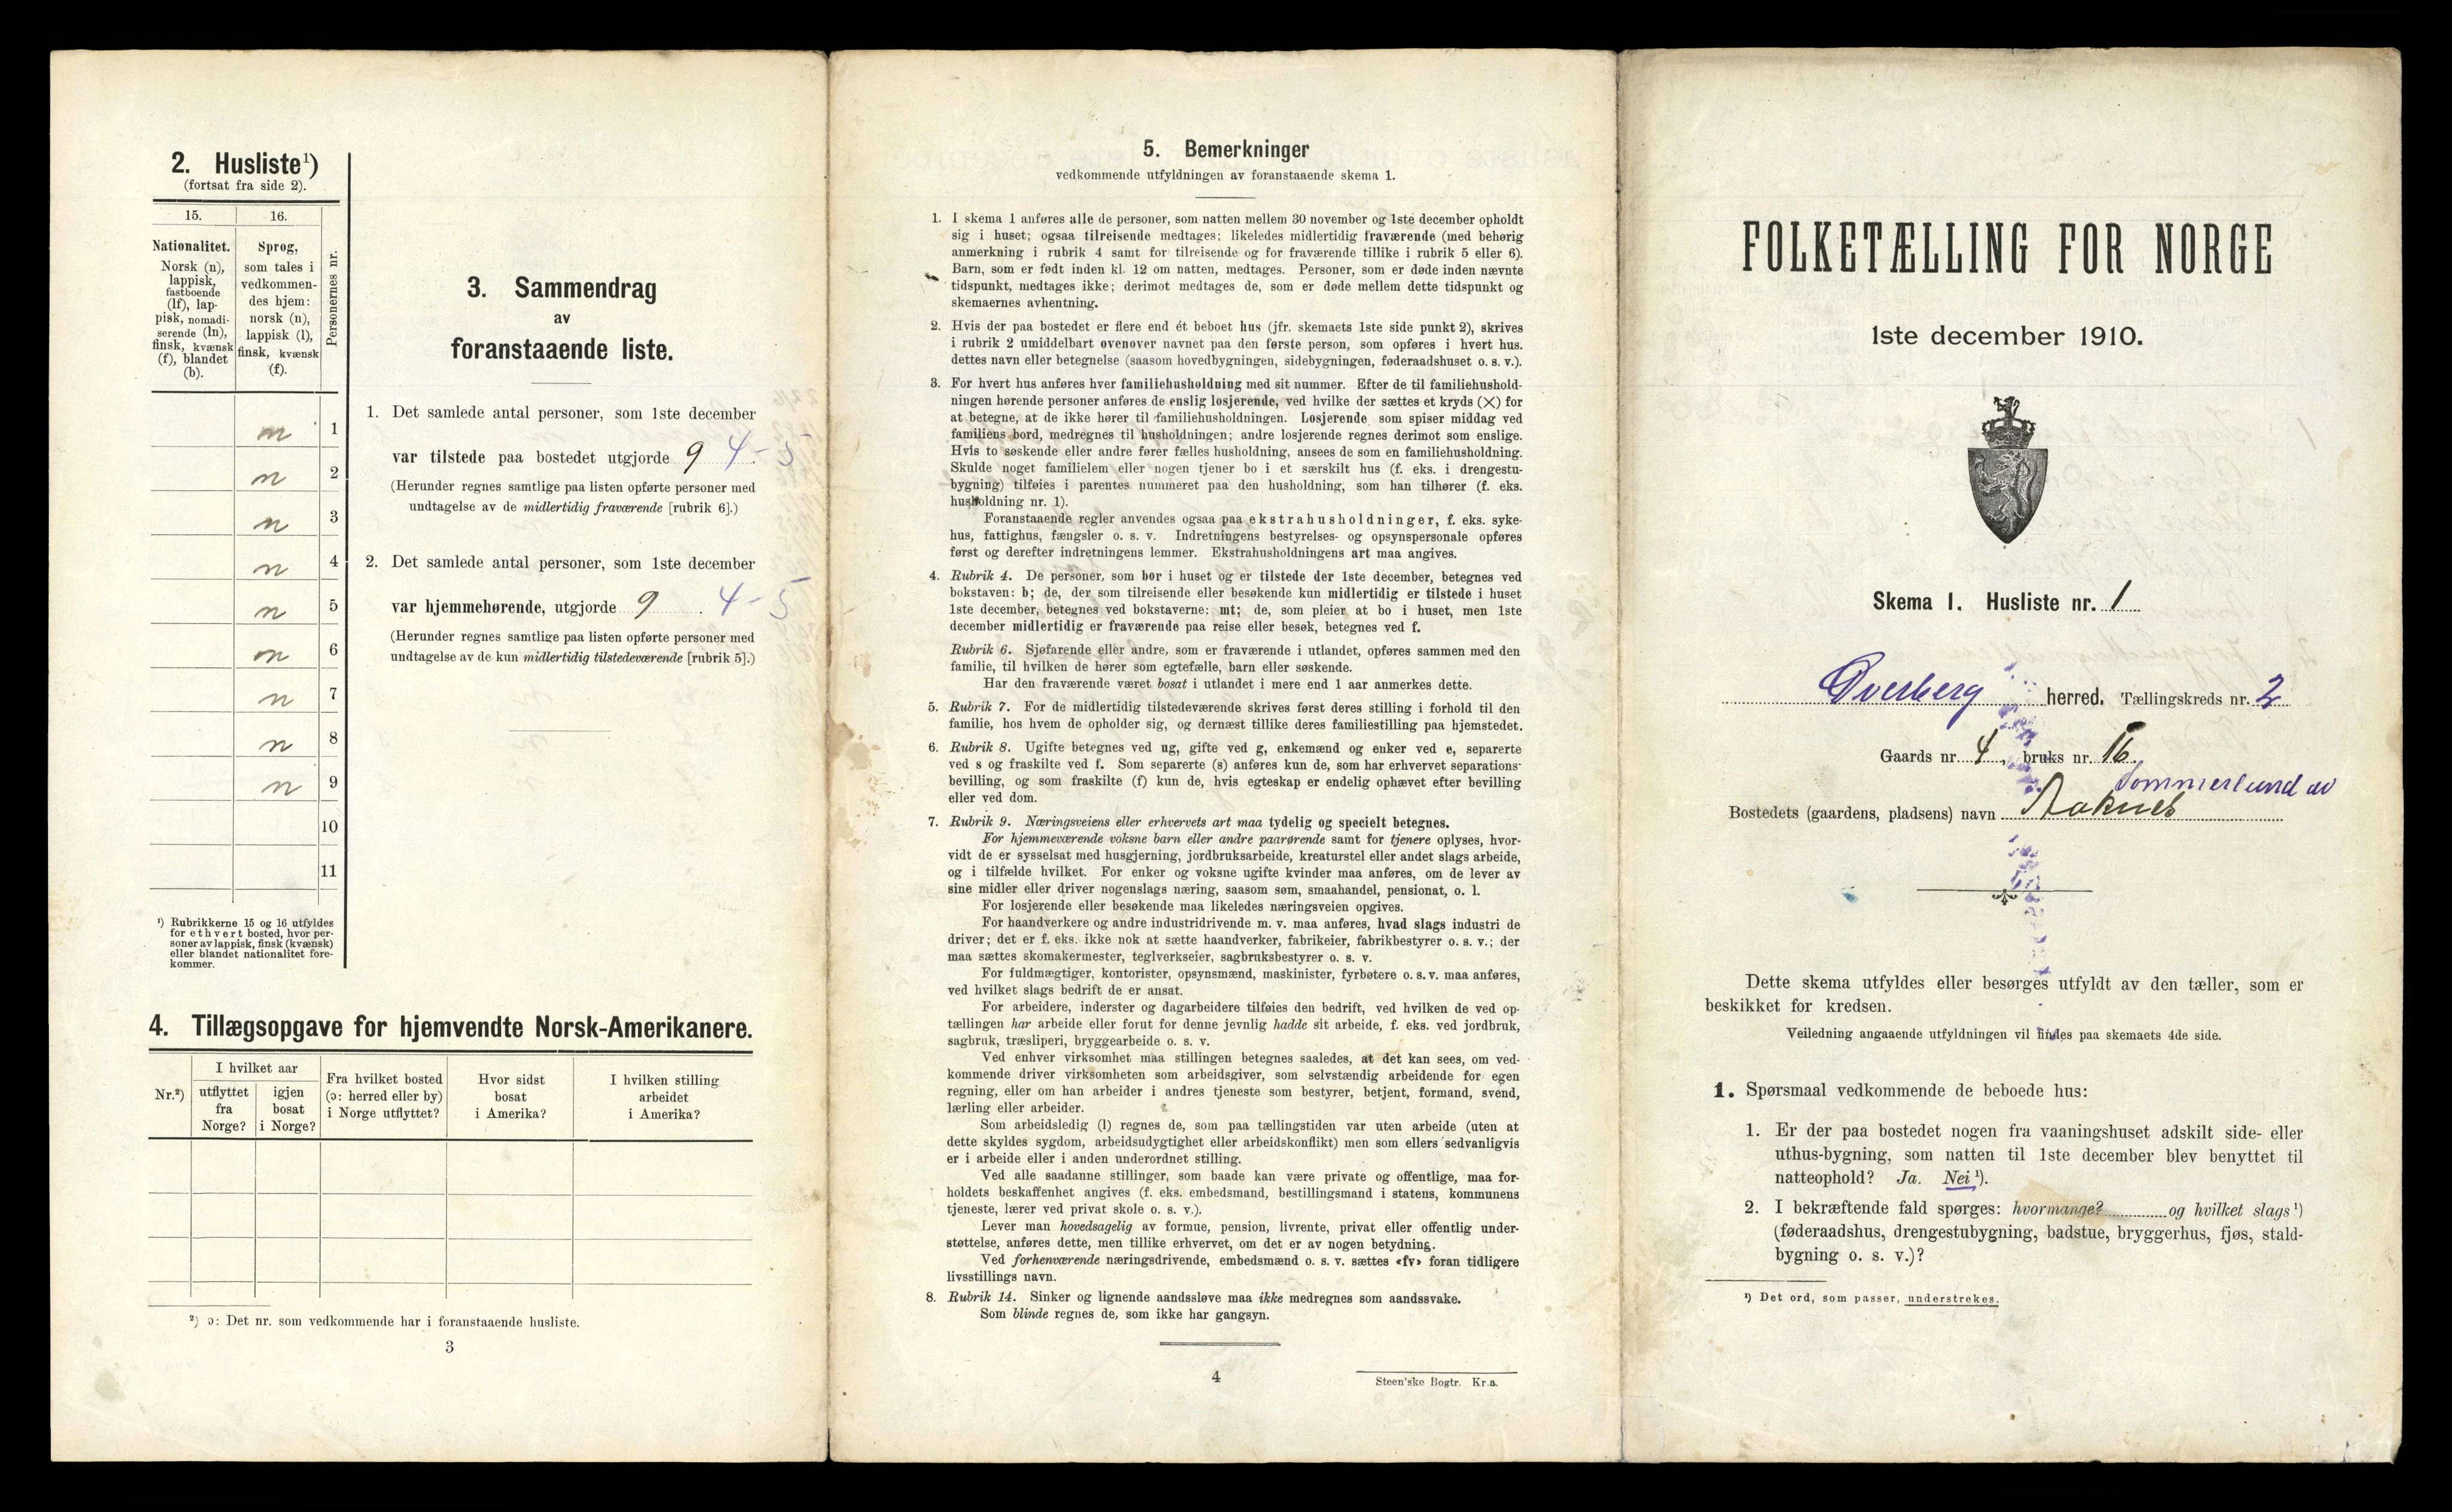 2. Husliste¹)
(fortsat fra side 2).
15.
16.
Personernes nr.
Nationalitet.
Norsk (n),
lappisk,
fastboende
(lf), lap-
pisk, nomadi-
serende (ln),
finsk, kvænsk
(f), blandet
(b).
Sprog,
som tales i
vedkommen-
des hjem:
norsk (n),
lappisk (l),
finsk, kvænsk
(f).
n 1
n 2
n 3
n 4
n 5
n 6
n 7
n 8
n 9
10
11
¹) Rubrikkerne 15 og 16 utfyldes
for ethvert bosted, hvor per-
soner av lappisk, finsk (kvænsk)
eller blandet nationalitet fore-
kommer.
3. Sammendrag
av
foranstaaende liste.
1. Det samlede antal personer, som 1ste december
var tilstede paa bostedet utgjorde 9 4-5
(Herunder regnes samtlige paa listen opførte personer med
undtagelse av de midlertidig fraværende [rubrik 6].)
2. Det samlede antal personer, som 1ste december
var hjemmehørende, utgjorde 9. 4-5
(Herunder regnes samtlige paa listen opførte personer med
undtagelse av de kun midlertidig tilstedeværende [rubrik 5].)
4. Tillægsopgave for hjemvendte Norsk-Amerikanere.
Nr.²)
I hvilket aar
utflyttet
fra
Norge?
igjen
bosat
i Norge?
Fra hvilket bosted
(ɔ: herred eller by)
i Norge utflyttet?
Hvor sidst
bosat
i Amerika?
I hvilken stilling
arbeidet
i Amerika?
²) ɔ: Det nr. som vedkommende har i foranstaaende husliste.
3
5. Bemerkninger
vedkommende utfyldningen av foranstaaende skema 1.
1. I skema 1 anføres alle de personer, som natten mellem 30 november og 1ste december opholdt
sig i huset; ogsaa tilreisende medtages; likeledes midlertidig fraværende (med behørig
anmerkning i rubrik 4 samt for tilreisende og for fraværende tillike i rubrik 5 eller 6).
Barn, som er født inden kl. 12 om natten, medtages. Personer, som er døde inden nævnte
tidspunkt, medtages ikke; derimot medtages de, som er døde mellem dette tidspunkt og
skemaernes avhentning.
2. Hvis der paa bostedet er flere end ét beboet hus (jfr. skemaets 1ste side punkt 2), skrives
i rubrik 2 umiddelbart ovenover navnet paa den første person, som opføres i hvert hus.
dettes navn eller betegnelse (saasom hovedbygningen, sidebygningen, føderaadshuset o. s. v.).
3. For hvert hus anføres hver familiehusholdning med sit nummer. Efter de til familiehushold-
ningen hørende personer anføres de enslig losjerende, ved hvilke der sættes et kryds (×) for
at betegne, at de ikke hører til familiehusholdningen. Losjerende som spiser middag ved
familiens bord, medregnes til husholdningen; andre losjerende regnes derimot som enslige.
Hvis to søskende eller andre fører fælles husholdning, ansees de som en familiehusholdning.
Skulde noget familielem eller nogen tjener bo i et særskilt hus (f. eks. i drengestu-
bygning) tilføies i parentes nummeret paa den husholdning, som han tilhører (f. eks.
husholdning nr. 1).
Foranstaaende regler anvendes ogsaa paa ekstrahusholdninger, f. eks. syke-
hus, fattighus, fængsler o. s. v. Indretningens bestyrelses- og opsynspersonale opføres
først og derefter indretningens lemmer. Ekstrahusholdningens art maa angives.
4. Rubrik 4. De personer, som bor i huset og er tilstede der 1ste december, betegnes ved
bokstaven: b; de, der som tilreisende eller besøkende kun midlertidig er tilstede i huset
1ste december, betegnes ved bokstaverne: mt; de, som pleier at bo i huset, men 1ste
december midlertidig er fraværende paa reise eller besøk, betegnes ved f.
Rubrik 6. Sjøfarende eller andre, som er fraværende i utlandet, opføres sammen med den
familie, til hvilken de hører som egtefælle, barn eller søskende.
Har den fraværende været bosat i utlandet i mere end 1 aar anmerkes dette.
5. Rubrik 7. For de midlertidig tilstedeværende skrives først deres stilling i forhold til den
familie, hos hvem de opholder sig, og dernæst tillike deres familiestilling paa hjemstedet.
6. Rubrik 8. Ugifte betegnes ved ug, gifte ved g, enkemænd og enker ved e, separerte
ved s og fraskilte ved f. Som separerte (s) anføres kun de, som har erhvervet separations-
bevilling, og som fraskilte (f) kun de, hvis egteskap er endelig ophævet efter bevilling
eller ved dom.
7. Rubrik 9. Næringsveiens eller erhvervets art maa tydelig og specielt betegnes.
For hjemmeværende voksne barn eller andre paarørende samt for tjenere oplyses, hvor-
vidt de er sysselsat med husgjerning, jordbruksarbeide, kreaturstel eller andet slags arbeide,
og i tilfælde hvilket. For enker og voksne ugifte kvinder maa anføres, om de lever av
sine midler eller driver nogenslags næring, saasom søm, smaahandel, pensionat, o. l.
For losjerende eller besøkende maa likeledes næringsveien opgives.
For haandverkere og andre industridrivende m. v. maa anføres, hvad slags industri de
driver; det er f. eks. ikke nok at sætte haandverker, fabrikeier, fabrikbestyrer o. s. v.; der
maa sættes skomakermester, teglverkseier, sagbruksbestyrer o. s. v.
For fuldmægtiger, kontorister, opsynsmænd, maskinister, fyrbøtere o. s. v. maa anføres,
ved hvilket slags bedrift de er ansat.
For arbeidere, inderster og dagarbeidere tilføies den bedrift, ved hvilken de ved op-
tællingen har arbeide eller forut for denne jevnlig hadde sit arbeide, f. eks. ved jordbruk,
sagbruk, træsliperi, bryggearbeide o. s. v.
Ved enhver virksomhet maa stillingen betegnes saaledes, at det kan sees, om ved-
kommende driver virksomheten som arbeidsgiver, som selvstændig arbeidende for egen
regning, eller om han arbeider i andres tjeneste som bestyrer, betjent, formand, svend,
lærling eller arbeider.
Som arbeidsledig (l) regnes de, som paa tællingstiden var uten arbeide (uten at
dette skyldes sygdom, arbeidsudygtighet eller arbeidskonflikt) men som ellers sedvanligvis
er i arbeide eller i anden underordnet stilling.
Ved alle saadanne stillinger, som baade kan være private og offentlige, maa for-
holdets beskaffenhet angives (f. eks. embedsmand, bestillingsmand i statens, kommunens
tjeneste, lærer ved privat skole o. s. v.).
Lever man hovedsagelig av formue, pension, livrente, privat eller offentlig under-
støttelse, anføres dette, men tillike erhvervet, om det er av nogen betydning.
Ved forhenværende næringsdrivende, embedsmænd o. s. v. sættes «fv» foran tidligere
livsstillings navn.
8. Rubrik 14. Sinker og lignende aandssløve maa ikke medregnes som aandssvake.
Som blinde regnes de, som ikke har gangsyn.
4
Steen'ske Bogtr. Kr.a.
FOLKETÆLLING FOR NORGE
1ste december 1910.
Skema 1. Husliste nr. 1
Qverberg herred. Tællingskreds nr. 2
Gaards nr. 4, bruks nr. 16.
Sommerlund av
Bostedets (gaardens, pladsens) navn Aaknes
Dette skema utfyldes eller besørges utfyldt av den tæller, som er
beskikket for kredsen.
Veiledning angaaende utfyldningen vil findes paa skemaets 4de side.
1. Spørsmaal vedkommende de beboede hus:
1. Er der paa bostedet nogen fra vaaningshuset adskilt side- eller
uthus-bygning, som natten til 1ste december blev benyttet til
natteophold? Ja. Nei ¹).
2. I bekræftende fald spørges: hvormange? og hvilket slags ¹)
(føderaadshus, drengestubygning, badstue, bryggerhus, fjøs, stald-
bygning o. s. v.)?
¹) Det ord, som passer, understrekes.